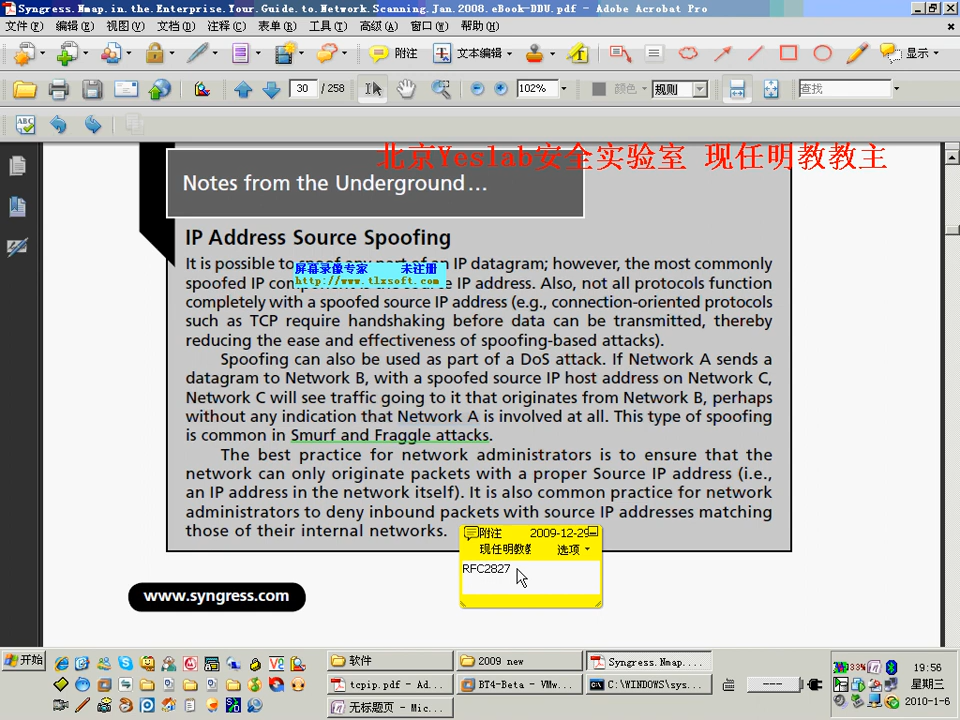 Syngress.Nmap.in.the.Enterprise.Your.Guide.to.Network.Scanning.Jan.2008.eBook-DDU.pdf - Adobe Acrobat Pro
文件(F) 编辑(E) 视图(V) 文档(D) 注释(C) 表单(R) 工具(T) 高级(A) 窗口(W) 帮助(H)
附注 文本编辑 显示
30 / 258 102% 颜色 规则 查找
北京Yeslab安全实验室 现任明教教主
Notes from the Underground…
IP Address Source Spoofing
It is possible to spoof any part of an IP datagram; however, the most commonly
屏幕录像专家 未注册
spoofed IP component is the source IP address. Also, not all protocols function
http://www.tlxsoft.com
completely with a spoofed source IP address (e.g., connection-oriented protocols
such as TCP require handshaking before data can be transmitted, thereby
reducing the ease and effectiveness of spoofing-based attacks).
Spoofing can also be used as part of a DoS attack. If Network A sends a
datagram to Network B, with a spoofed source IP host address on Network C,
Network C will see traffic going to it that originates from Network B, perhaps
without any indication that Network A is involved at all. This type of spoofing
is common in Smurf and Fraggle attacks.
The best practice for network administrators is to ensure that the
network can only originate packets with a proper Source IP address (i.e.,
an IP address in the network itself). It is also common practice for network
administrators to deny inbound packets with source IP addresses matching
those of their internal networks.
附注 2009-12-29
现任明教教 选项
RFC2827
www.syngress.com
开始 软件 2009 new Syngress.Nmap....
tcpip.pdf - Ad... BT4-Beta - VMw... C:\WINDOWS\sys...
无标题页 - Mic...
33% 19:56
星期三
2010-1-6